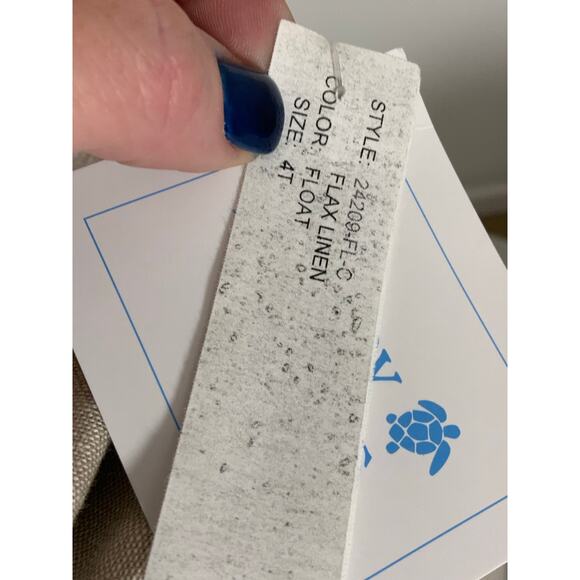 STYLE: 24209-FL-C
COLOR: FLAX LINEN
FLOAT
SIZE: 4T